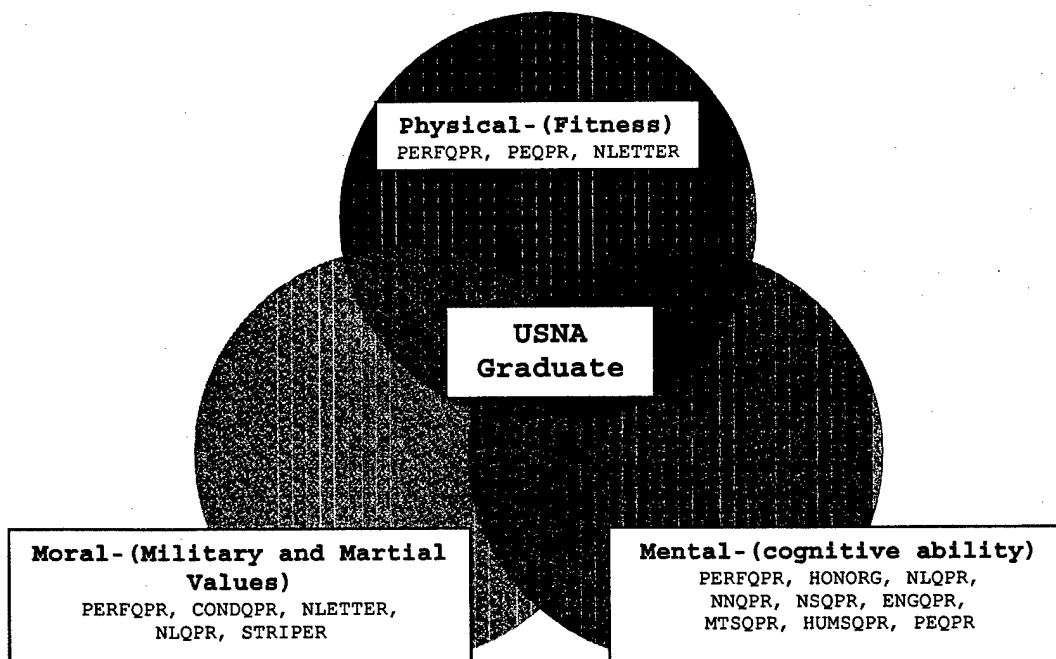 Physical-(Fitness)
PERFQPR, PEQPR, NLETTER
USNA
Graduate
Moral-(Military and Martial
Values)
PERFQPR, CONDQPR, NLETTER,
NLQPR, STRIPER
Mental-(cognitive ability)
PERFQPR, HONORG, NLQPR,
NNQPR, NSQPR, ENGQPR,
MTSQPR, HUMSQPR, PEQPR